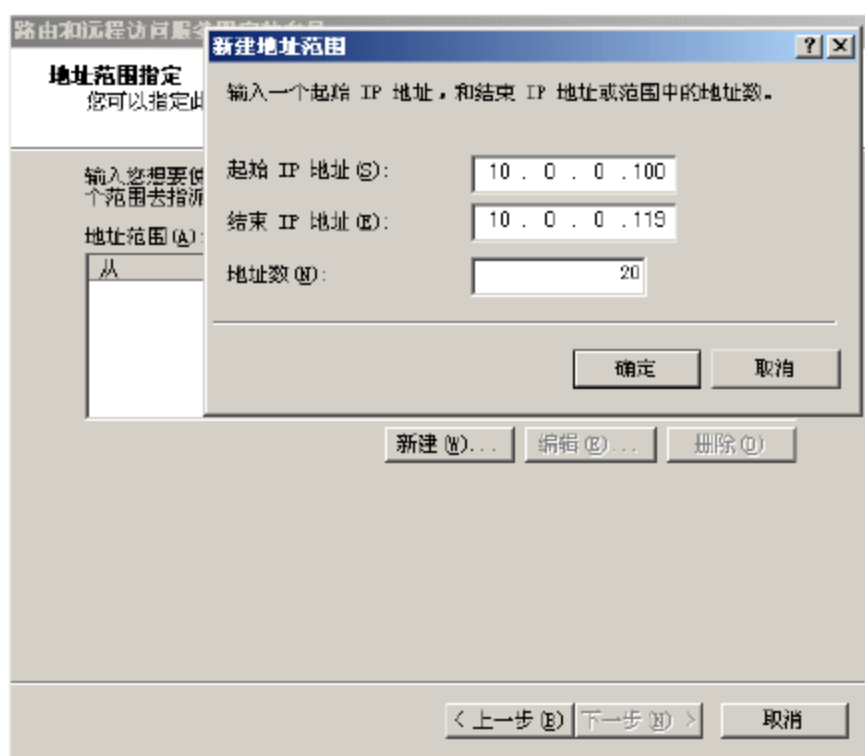 路由和远程访问服务
新建地址范围
地址范围指定
您可以指定此
输入一个起始 IP 地址，和结束 IP 地址或范围中的地址数。
输入您想要使
个范围去指派
起始 IP 地址(S):
10 . 0 . 0 .100
结束 IP 地址(E):
10 . 0 . 0 .119
地址范围(A):
从
地址数(N):
20
确定
取消
新建(W)...
编辑(E)...
删除(D)
< 上一步(B)
下一步(N) >
取消